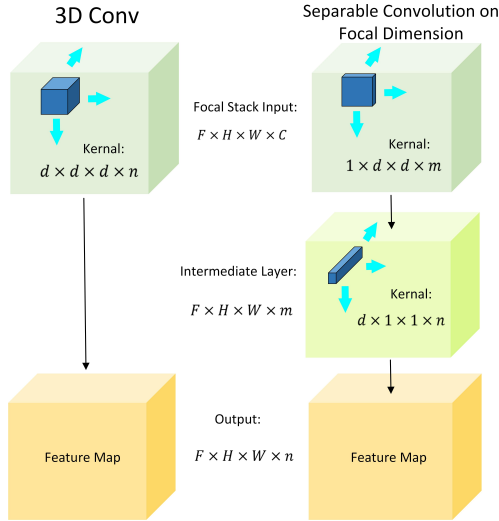 3D Conv
Separable Convolution on
Focal Dimension
Focal Stack Input:
F × H × W × C
Kernal:
d × d × d × n
Kernal:
1 × d × d × m
Intermediate Layer:
F × H × W × m
Kernal:
d × 1 × 1 × n
Output:
F × H × W × n
Feature Map
Feature Map